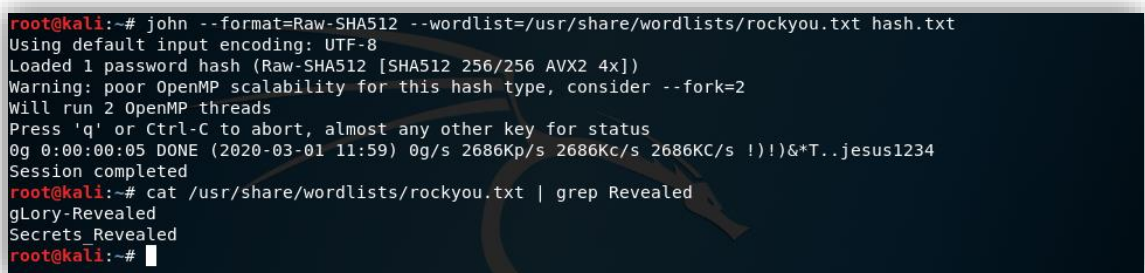 root@kali:~# john --format=Raw-SHA512 --wordlist=/usr/share/wordlists/rockyou.txt hash.txt
Using default input encoding: UTF-8
Loaded 1 password hash (Raw-SHA512 [SHA512 256/256 AVX2 4x])
Warning: poor OpenMP scalability for this hash type, consider --fork=2
Will run 2 OpenMP threads
Press 'q' or Ctrl-C to abort, almost any other key for status
0g 0:00:00:05 DONE (2020-03-01 11:59) 0g/s 2686Kp/s 2686Kc/s 2686KC/s !)!)&*T..jesus1234
Session completed
root@kali:~# cat /usr/share/wordlists/rockyou.txt | grep Revealed
gLory-Revealed
Secrets_Revealed
root@kali:~#